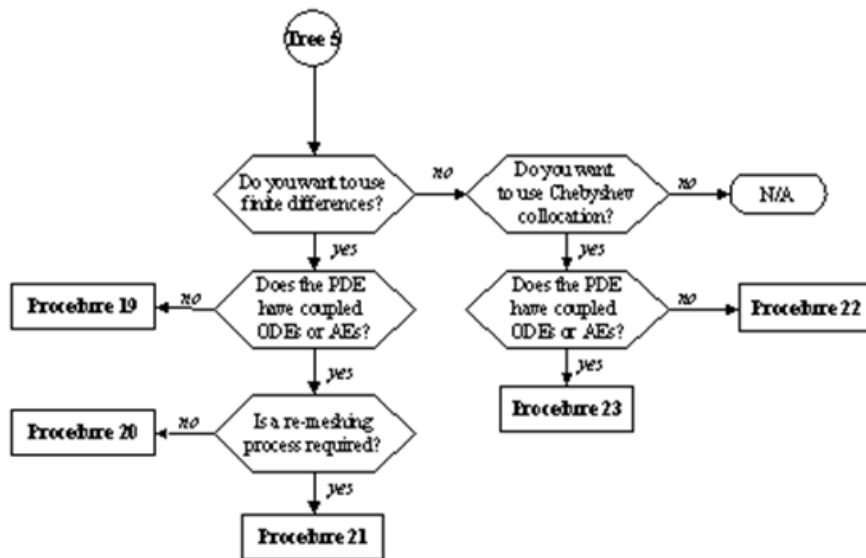 Tree 5
Do you want to use
finite differences?
no
Do you want
to use Chebyshev
collocation?
no
N/A
yes
yes
Procedure 19
no
Does the PDE
have coupled
ODEs or AEs?
Does the PDE
have coupled
ODEs or AEs?
no
Procedure 22
yes
yes
Procedure 20
no
Is a re-meshing
process required?
Procedure 23
yes
Procedure 21